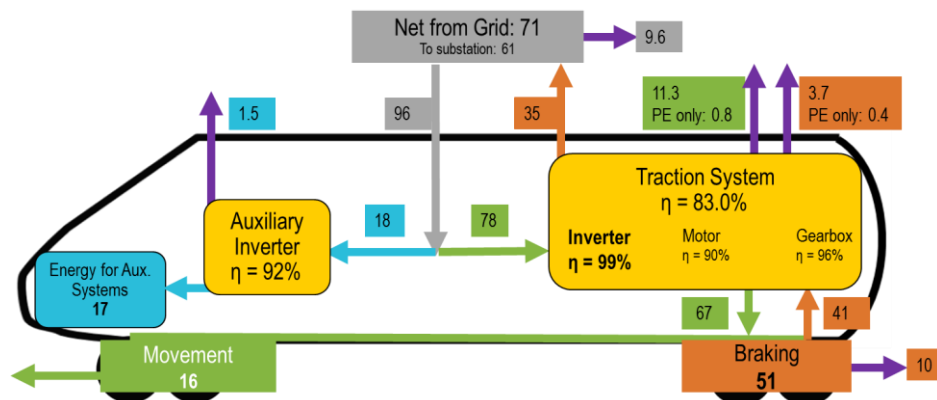 Net from Grid: 71
To substation: 61
9.6
1.5
96
35
11.3
PE only: 0.8
3.7
PE only: 0.4
Traction System
η = 83.0%
Inverter
η = 99%
Motor
η = 90%
Gearbox
η = 96%
Auxiliary
Inverter
η = 92%
18
78
Energy for Aux.
Systems
17
67
41
Movement
16
Braking
51
10